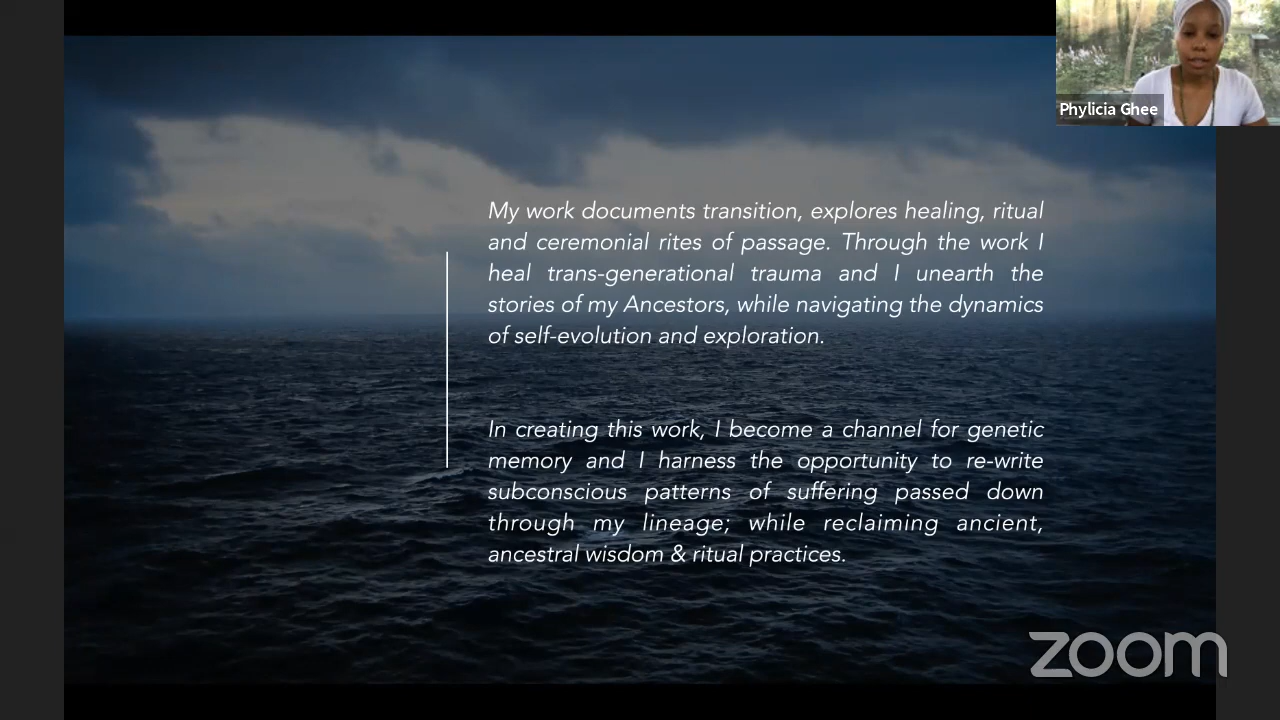 Phylicia Ghee
My work documents transition, explores healing, ritual
and ceremonial rites of passage. Through the work I
heal trans-generational trauma and I unearth the
stories of my Ancestors, while navigating the dynamics
of self-evolution and exploration.
In creating this work, I become a channel for genetic
memory and I harness the opportunity to re-write
subconscious patterns of suffering passed down
through my lineage; while reclaiming ancient,
ancestral wisdom & ritual practices.
zoom